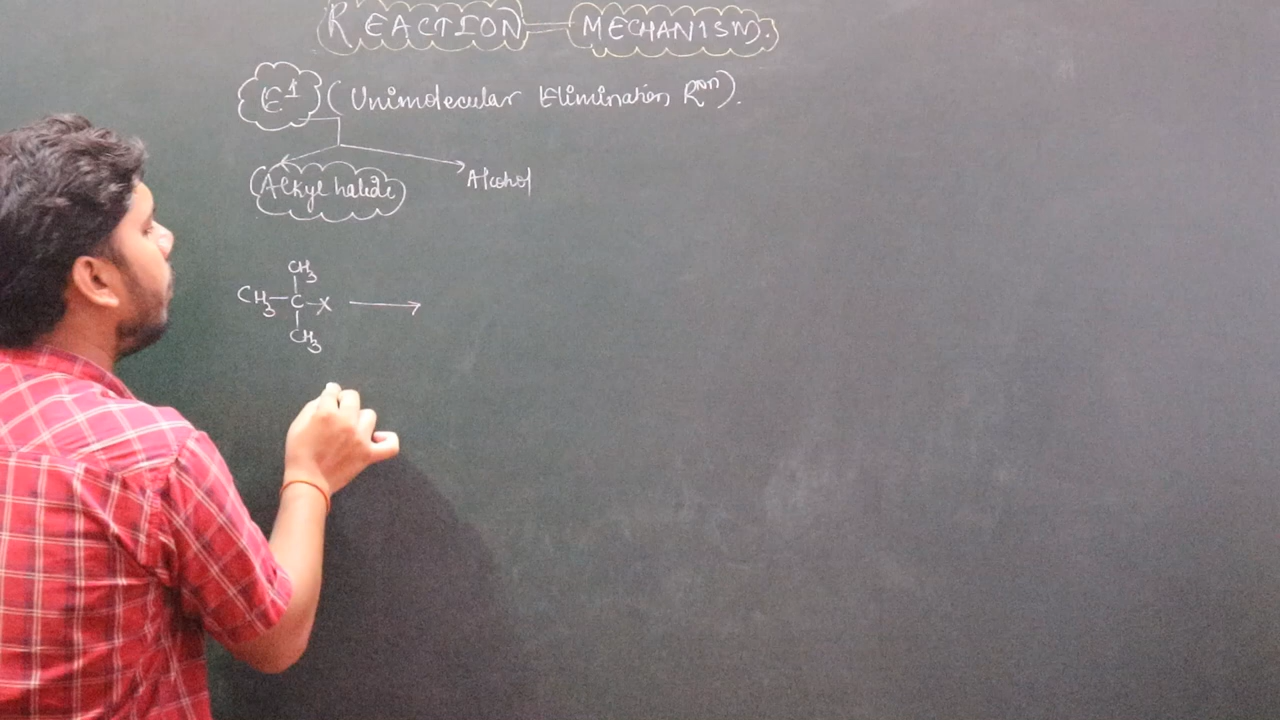 REACTION — MECHANISM.
E1 (Unimolecular Elimination Rxn).
Alkyl halide Alcohol
CH3
CH3—C—X ⟶
CH3